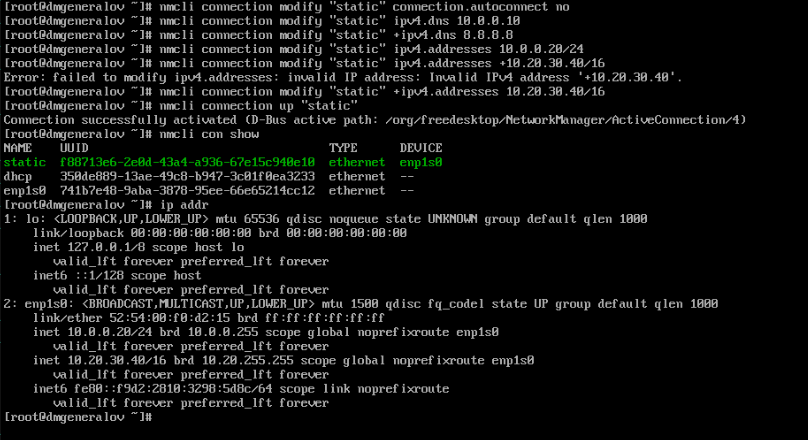 [root@dmgeneralov ~]# nmcli connection modify "static" connection.autoconnect no
[root@dmgeneralov ~]# nmcli connection modify "static" ipv4.dns 10.0.0.10
[root@dmgeneralov ~]# nmcli connection modify "static" +ipv4.dns 8.8.8.8
[root@dmgeneralov ~]# nmcli connection modify "static" ipv4.addresses 10.0.0.20/24
[root@dmgeneralov ~]# nmcli connection modify "static" ipv4.addresses +10.20.30.40/16
Error: failed to modify ipv4.addresses: invalid IP address: Invalid IPv4 address '+10.20.30.40'.
[root@dmgeneralov ~]# nmcli connection modify "static" +ipv4.addresses 10.20.30.40/16
[root@dmgeneralov ~]# nmcli connection up "static"
Connection successfully activated (D-Bus active path: /org/freedesktop/NetworkManager/ActiveConnection/4)
[root@dmgeneralov ~]# nmcli con show
NAME    UUID                                  TYPE      DEVICE
static  f88713e6-2e0d-43a4-a936-67e15c940e10  ethernet  enp1s0
dhcp    350de889-13ae-49c8-b947-3c01f0ea3233  ethernet  --
enp1s0  741b7e48-9aba-3878-95ee-66e65214cc12  ethernet  --
[root@dmgeneralov ~]# ip addr
1: lo: <LOOPBACK,UP,LOWER_UP> mtu 65536 qdisc noqueue state UNKNOWN group default qlen 1000
    link/loopback 00:00:00:00:00:00 brd 00:00:00:00:00:00
    inet 127.0.0.1/8 scope host lo
       valid_lft forever preferred_lft forever
    inet6 ::1/128 scope host
       valid_lft forever preferred_lft forever
2: enp1s0: <BROADCAST,MULTICAST,UP,LOWER_UP> mtu 1500 qdisc fq_codel state UP group default qlen 1000
    link/ether 52:54:00:f0:d2:15 brd ff:ff:ff:ff:ff:ff
    inet 10.0.0.20/24 brd 10.0.0.255 scope global noprefixroute enp1s0
       valid_lft forever preferred_lft forever
    inet 10.20.30.40/16 brd 10.20.255.255 scope global noprefixroute enp1s0
       valid_lft forever preferred_lft forever
    inet6 fe80::f9d2:2810:3298:5d8c/64 scope link noprefixroute
       valid_lft forever preferred_lft forever
[root@dmgeneralov ~]#